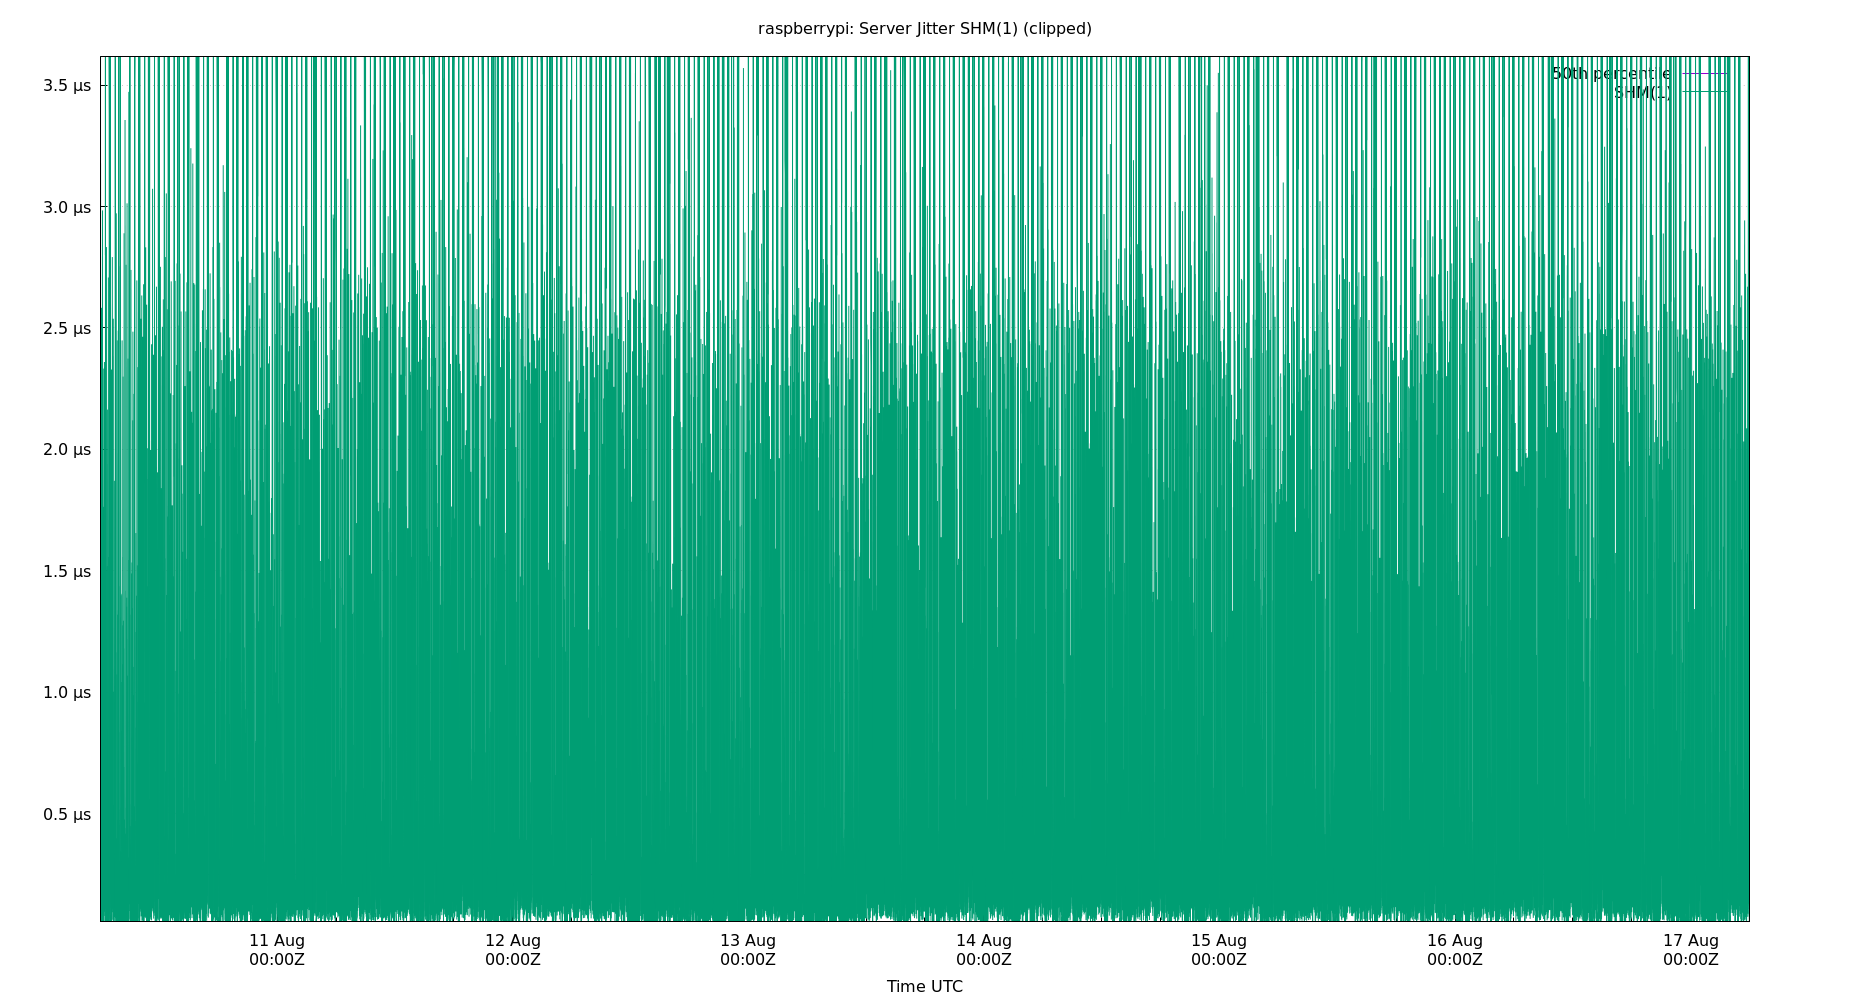 raspberrypi: Server Jitter SHM(1) (clipped)
50th percentile
SHM(1)
3.5 µs
3.0 µs
2.5 µs
2.0 µs
1.5 µs
1.0 µs
0.5 µs
11 Aug 12 Aug 13 Aug 14 Aug 15 Aug 16 Aug 17 Aug
00:00Z 00:00Z 00:00Z 00:00Z 00:00Z 00:00Z 00:00Z
Time UTC